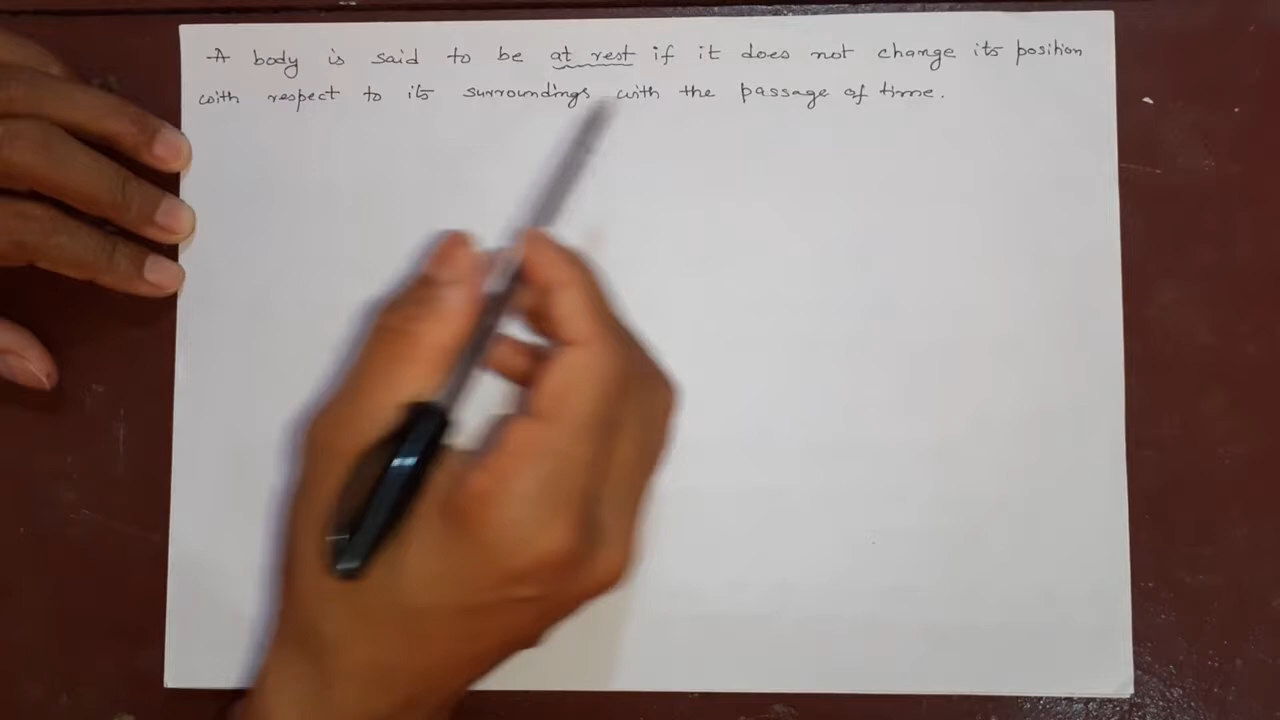 A body is said to be at rest if it does not change its position
with respect to its surroundings with the passage of time.